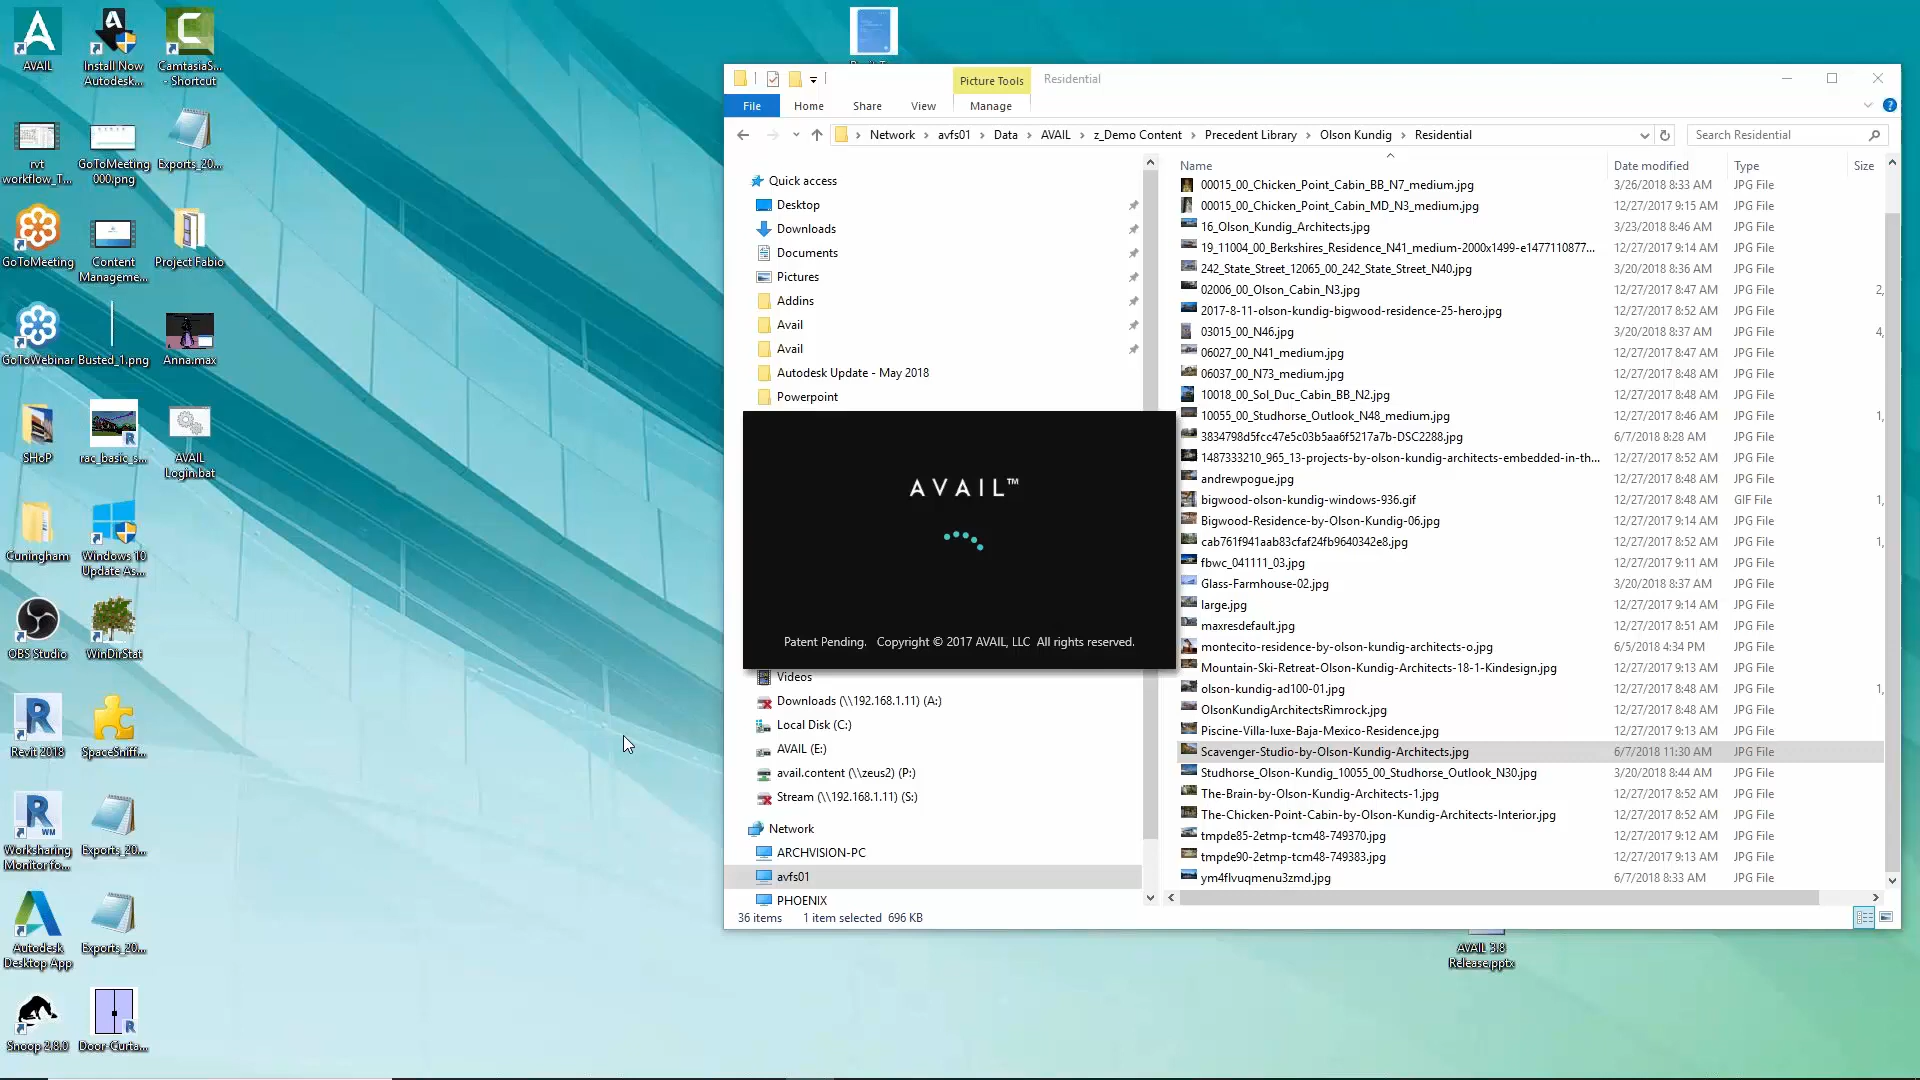 AVAIL
Install Now
Autodesk...
CamtasiaS...
- Shortcut
rvt
workflow_T...
GoToMeeting
000.png
Exports_20...
GoToMeeting
Content
Manageme...
Project Fabio
GoToWebinar
Busted_1.png
Anna.max
SHoP
rac_basic_s...
AVAIL
Login.bat
Cuningham
Windows 10
Update As...
OBS Studio
WinDirStat
Revit 2018
SpaceSniff...
Worksharing
Monitor fo...
Exports_20...
Autodesk
Desktop App
Exports_20...
Snoop 2.8.0
Door-Curta...
Picture Tools
Residential
File
Home
Share
View
Manage
Network
avfs01
Data
AVAIL
z_Demo Content
Precedent Library
Olson Kundig
Residential
Search Residential
Quick access
Desktop
Downloads
Documents
Pictures
Addins
Avail
Avail
Autodesk Update - May 2018
Powerpoint
AVAIL™
Patent Pending. Copyright © 2017 AVAIL, LLC All rights reserved.
Videos
Downloads (\\192.168.1.11) (A:)
Local Disk (C:)
AVAIL (E:)
avail.content (\\zeus2) (P:)
Stream (\\192.168.1.11) (S:)
Network
ARCHVISION-PC
avfs01
PHOENIX
Name Date modified Type Size
00015_00_Chicken_Point_Cabin_BB_N7_medium.jpg 3/26/2018 8:33 AM JPG File
00015_00_Chicken_Point_Cabin_MD_N3_medium.jpg 12/27/2017 9:15 AM JPG File
16_Olson_Kundig_Architects.jpg 3/23/2018 8:46 AM JPG File
19_11004_00_Berkshires_Residence_N41_medium-2000x1499-e1477110877... 12/27/2017 9:14 AM JPG File
242_State_Street_12065_00_242_State_Street_N40.jpg 3/20/2018 8:36 AM JPG File
02006_00_Olson_Cabin_N3.jpg 12/27/2017 8:47 AM JPG File 2,
2017-8-11-olson-kundig-bigwood-residence-25-hero.jpg 12/27/2017 8:52 AM JPG File
03015_00_N46.jpg 3/20/2018 8:37 AM JPG File 4,
06027_00_N41_medium.jpg 12/27/2017 8:47 AM JPG File
06037_00_N73_medium.jpg 12/27/2017 8:48 AM JPG File
10018_00_Sol_Duc_Cabin_BB_N2.jpg 12/27/2017 8:48 AM JPG File
10055_00_Studhorse_Outlook_N48_medium.jpg 12/27/2017 8:46 AM JPG File 1,
3834798d5fcc47e5c03b5aa6f5217a7b-DSC2288.jpg 6/7/2018 8:28 AM JPG File
1487333210_965_13-projects-by-olson-kundig-architects-embedded-in-th... 12/27/2017 8:52 AM JPG File
andrewpogue.jpg 12/27/2017 8:48 AM JPG File
bigwood-olson-kundig-windows-936.gif 12/27/2017 8:48 AM GIF File 1,
Bigwood-Residence-by-Olson-Kundig-06.jpg 12/27/2017 9:14 AM JPG File
cab761f941aab83cfaf24fb9640342e8.jpg 12/27/2017 8:52 AM JPG File 1,
fbwc_041111_03.jpg 12/27/2017 9:11 AM JPG File
Glass-Farmhouse-02.jpg 3/20/2018 8:37 AM JPG File
large.jpg 12/27/2017 9:14 AM JPG File
maxresdefault.jpg 12/27/2017 8:51 AM JPG File
montecito-residence-by-olson-kundig-architects-o.jpg 6/5/2018 4:34 PM JPG File
Mountain-Ski-Retreat-Olson-Kundig-Architects-18-1-Kindesign.jpg 12/27/2017 9:13 AM JPG File
olson-kundig-ad100-01.jpg 12/27/2017 8:48 AM JPG File 1,
OlsonKundigArchitectsRimrock.jpg 12/27/2017 9:14 AM JPG File
Piscine-Villa-luxe-Baja-Mexico-Residence.jpg 12/27/2017 9:13 AM JPG File
Scavenger-Studio-by-Olson-Kundig-Architects.jpg 6/7/2018 11:30 AM JPG File
Studhorse_Olson-Kundig_10055_00_Studhorse_Outlook_N30.jpg 3/20/2018 8:44 AM JPG File
The-Brain-by-Olson-Kundig-Architects-1.jpg 12/27/2017 8:52 AM JPG File
The-Chicken-Point-Cabin-by-Olson-Kundig-Architects-Interior.jpg 12/27/2017 8:52 AM JPG File
tmpde85-2etmp-tcm48-749370.jpg 12/27/2017 9:12 AM JPG File
tmpde90-2etmp-tcm48-749383.jpg 12/27/2017 9:13 AM JPG File
ym4flvuqmenu3zmd.jpg 6/7/2018 8:33 AM JPG File
36 items 1 item selected 696 KB
AVAIL 3.8
Release.pptx